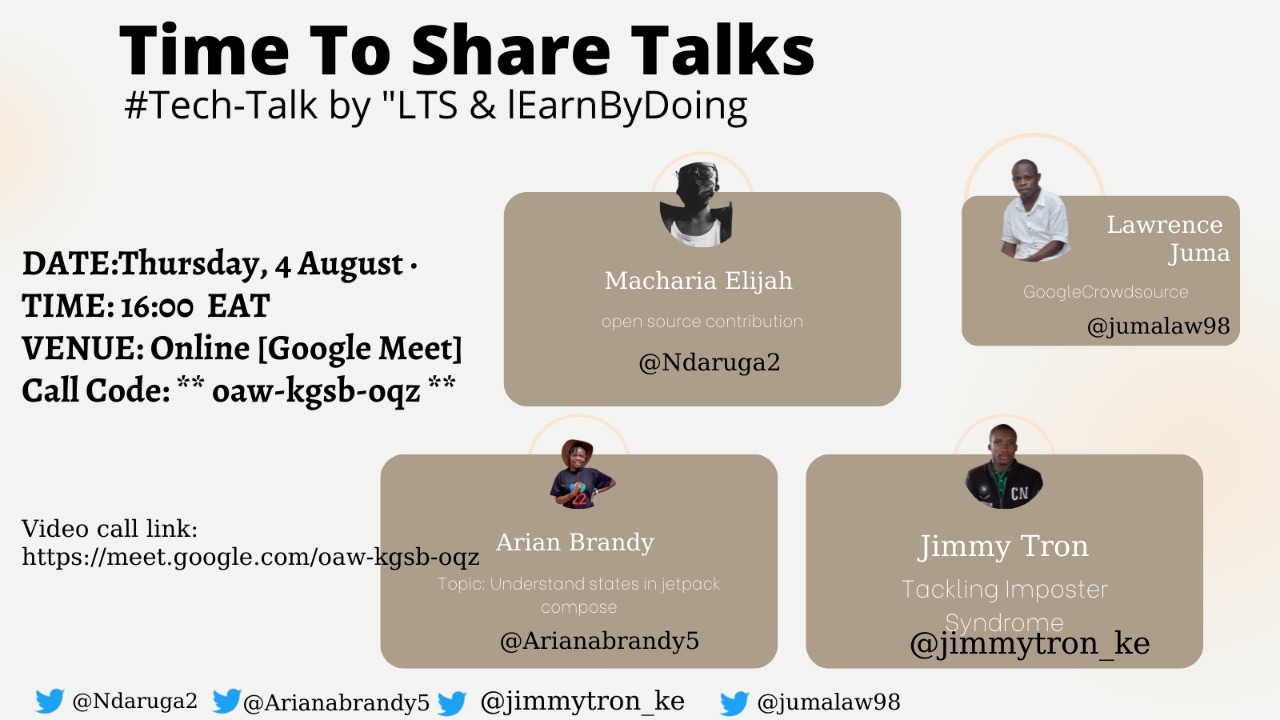 Time To Share Talks
#Tech-Talk by "LTS & lEarnByDoing
DATE:Thursday, 4 August ·
TIME: 16:00 EAT
VENUE: Online [Google Meet]
Call Code: ** oaw-kgsb-oqz **
Video call link:
https://meet.google.com/oaw-kgsb-oqz
Macharia Elijah
open source contribution
@Ndaruga2
Lawrence
Juma
GoogleCrowdsource
@jumalaw98
Arian Brandy
Topic: Understand states in jetpack
compose
@Arianabrandy5
Jimmy Tron
CN
Tackling Imposter
Syndrome
@jimmytron_ke
@Ndaruga2 @Arianabrandy5 @jimmytron_ke @jumalaw98